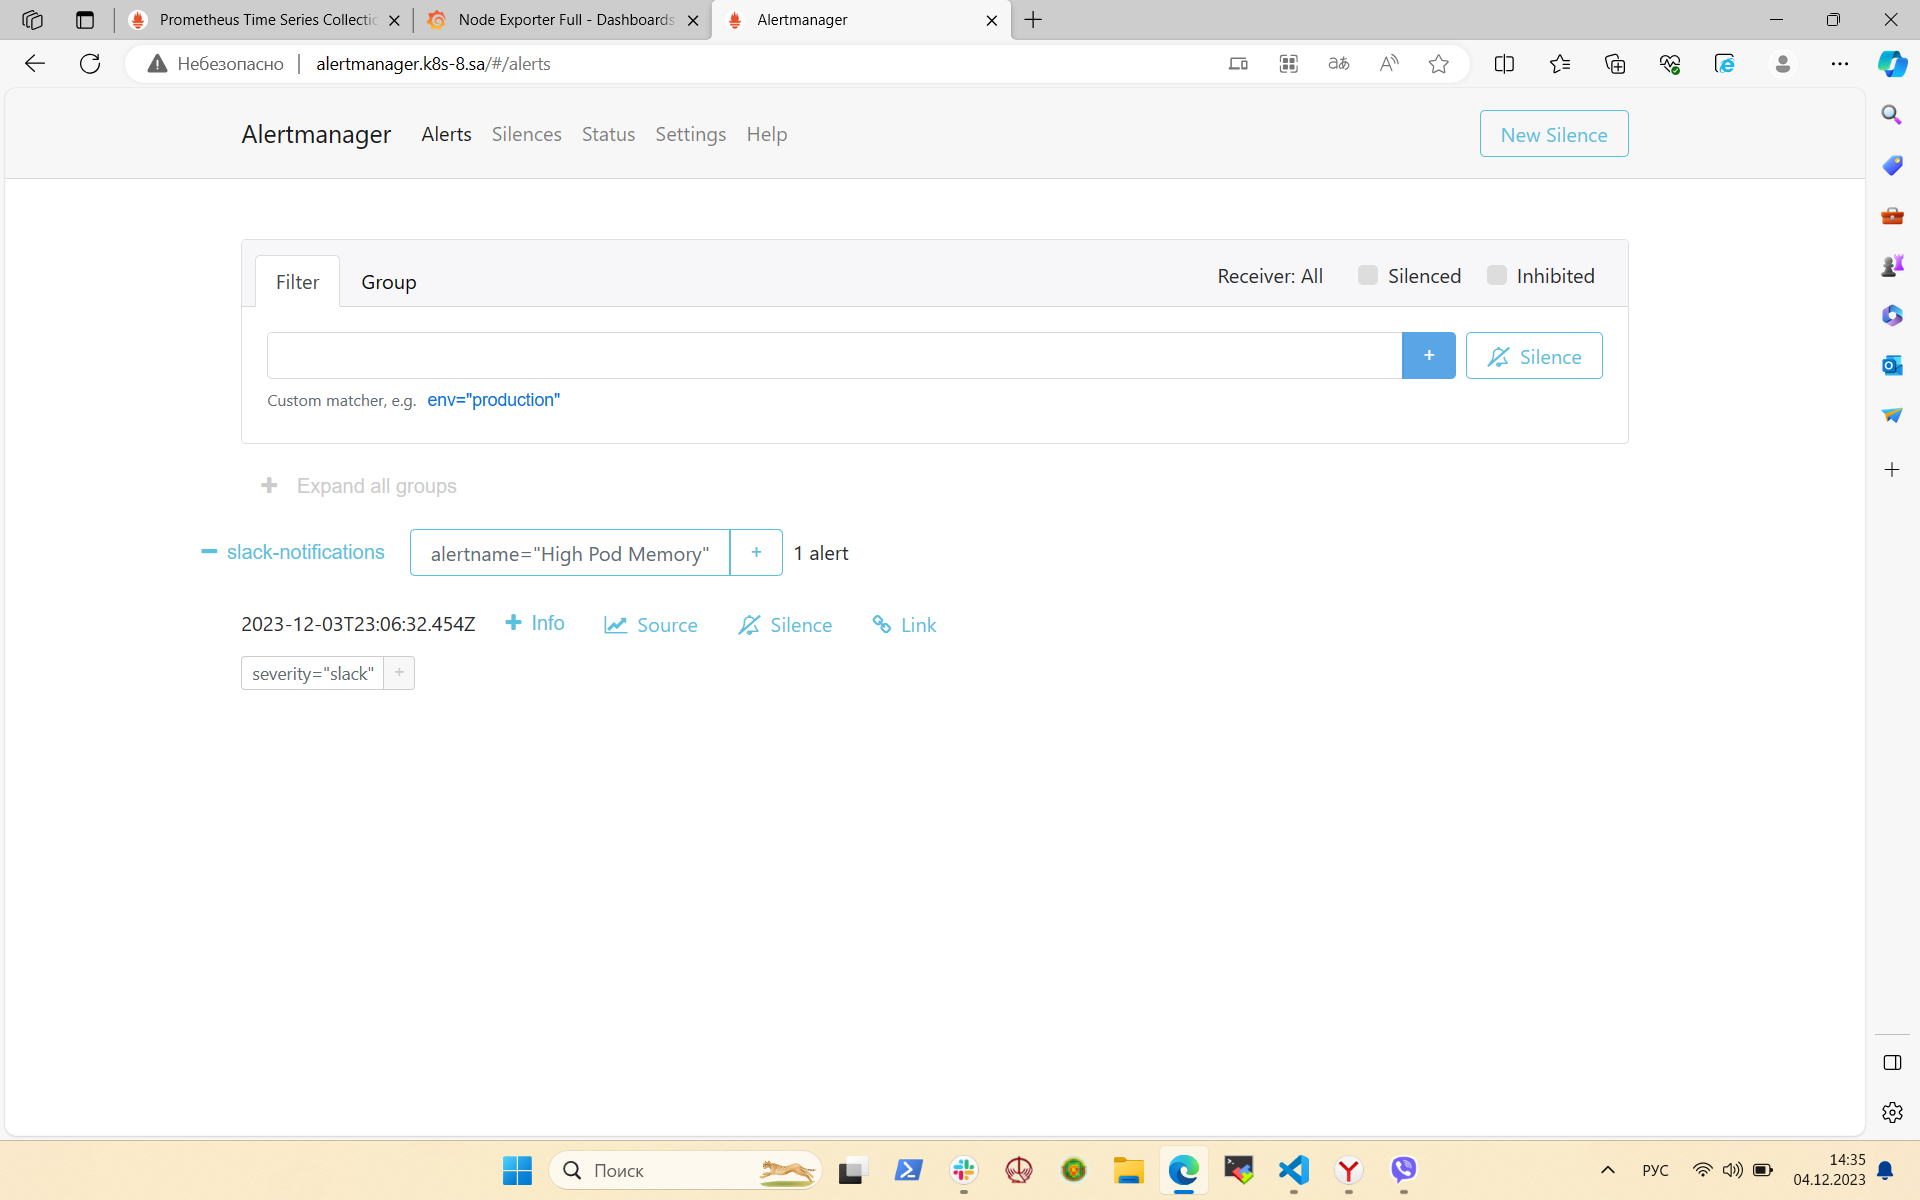 Prometheus Time Series Collectic
Node Exporter Full - Dashboards
Alertmanager
Небезопасно
alertmanager.k8s-8.sa/#/alerts
Alertmanager
Alerts
Silences
Status
Settings
Help
New Silence
Filter
Group
Receiver: All
Silenced
Inhibited
+
Silence
Custom matcher, e.g. env="production"
+ Expand all groups
slack-notifications
alertname="High Pod Memory"
+
1 alert
2023-12-03T23:06:32.454Z
+ Info
Source
Silence
Link
severity="slack"
+
Поиск
РУС
14:35
04.12.2023